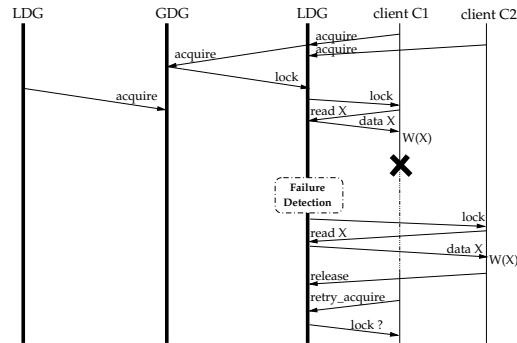 LDG GDG LDG client C1 client C2
acquire
acquire
acquire
lock
acquire
lock
read X
data X
W(X)
Failure
Detection
lock
read X
data X
W(X)
release
retry_acquire
lock ?